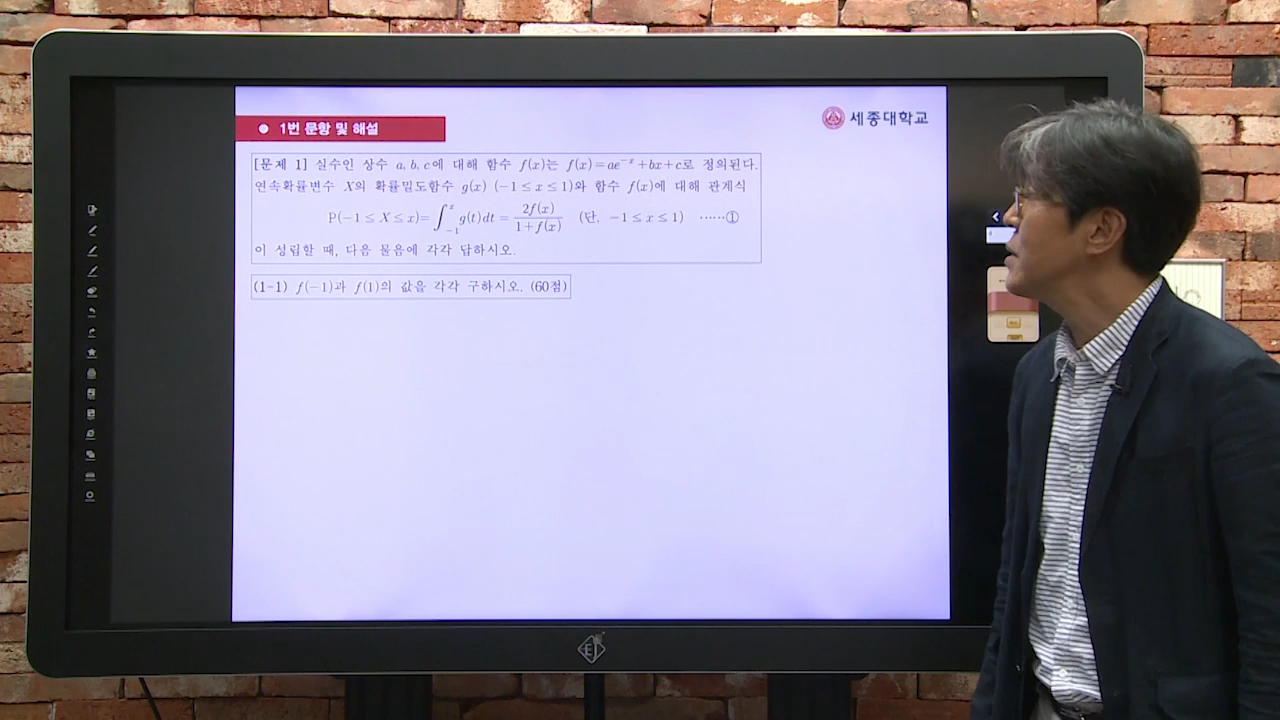 세종대학교
1번 문항 및 해설
[문제 1] 실수인 상수 a, b, c에 대해 함수 f(x)는 f(x)=ae^{-x}+bx+c로 정의된다.
연속확률변수 X의 확률밀도함수 g(x) (-1≤x≤1)와 함수 f(x)에 대해 관계식
P(-1≤X≤x)=∫_{-1}^{x} g(t)dt = 2f(x)/(1+f(x)) (단, -1≤x≤1) ……①
이 성립할 때, 다음 물음에 각각 답하시오.
(1-1) f(-1)과 f(1)의 값을 각각 구하시오. (60점)